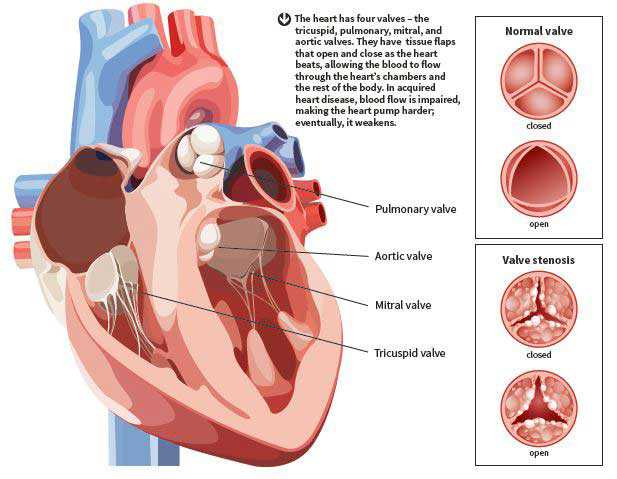 The heart has four valves – the
tricuspid, pulmonary, mitral, and
aortic valves. They have tissue flaps
that open and close as the heart
beats, allowing the blood to flow
through the heart's chambers and
the rest of the body. In acquired
heart disease, blood flow is impaired,
making the heart pump harder;
eventually, it weakens.
Pulmonary valve
Aortic valve
Mitral valve
Tricuspid valve
Normal valve
closed
open
Valve stenosis
closed
open